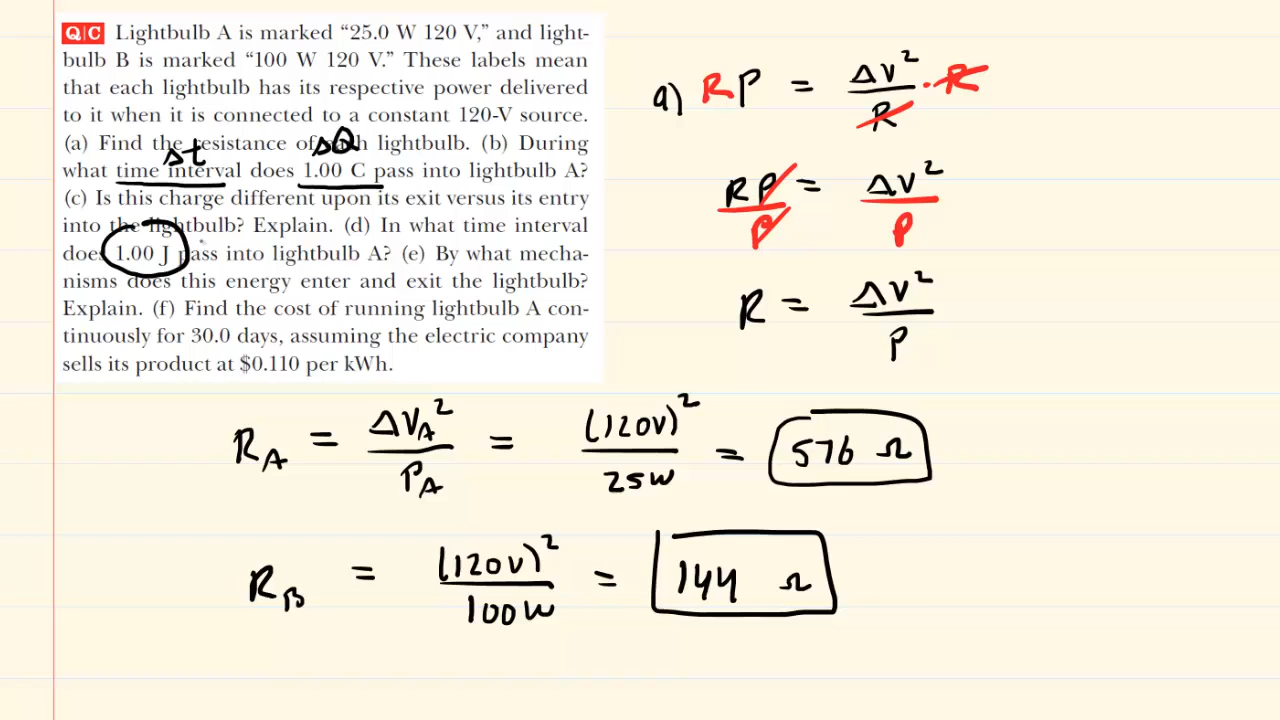 Q|C Lightbulb A is marked “25.0 W 120 V,” and light-
bulb B is marked “100 W 120 V.” These labels mean
that each lightbulb has its respective power delivered
to it when it is connected to a constant 120-V source.
(a) Find the resistance of each lightbulb. (b) During
Δt ΔQ
what time interval does 1.00 C pass into lightbulb A?
(c) Is this charge different upon its exit versus its entry
into the lightbulb? Explain. (d) In what time interval
does 1.00 J pass into lightbulb A? (e) By what mecha-
nisms does this energy enter and exit the lightbulb?
Explain. (f) Find the cost of running lightbulb A con-
tinuously for 30.0 days, assuming the electric company
sells its product at $0.110 per kWh.
a) RP = ΔV² / R · R
RP / P = ΔV² / P
R = ΔV² / P
R_A = ΔV_A² / P_A = (120V)² / 25W = 576 Ω
R_B = (120V)² / 100W = 144 Ω